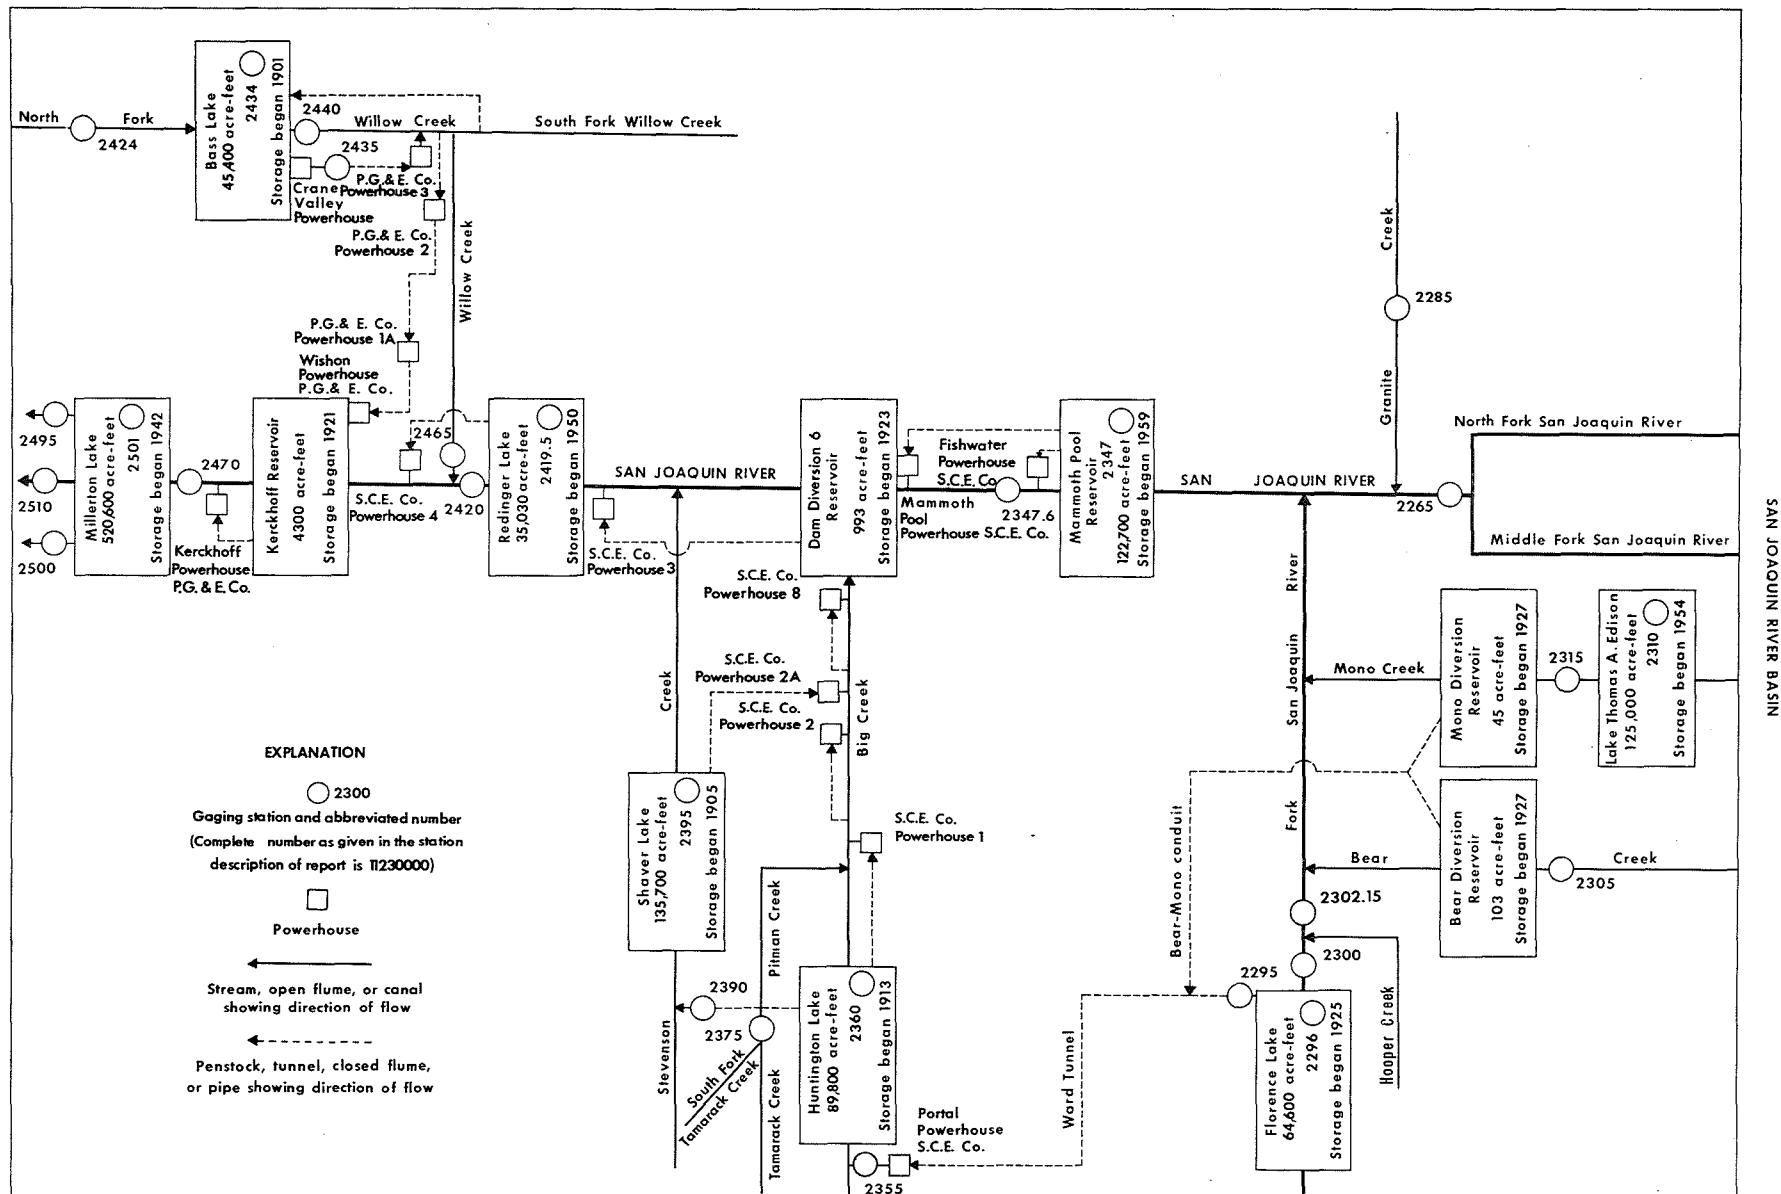 North
Fork
2424
Bass Lake
45,400 acre-feet
2434
Storage began 1901
2440
Willow Creek
South Fork Willow Creek
2435
Crane
Valley
Powerhouse
P.G.& E. Co.
Powerhouse 3
P.G.& E. Co.
Powerhouse 2
Willow Creek
P.G.& E. Co.
Powerhouse 1A
Wishon
Powerhouse
P.G.& E. Co.
2495
2510
2500
Millerton Lake
520,600 acre-feet
2501
Storage began 1942
2470
Kerckhoff
Powerhouse
P.G. & E. Co.
Kerckhoff Reservoir
4300 acre-feet
Storage began 1921
2465
S.C.E. Co.
Powerhouse 4
2420
Redinger Lake
35,030 acre-feet
2419.5
Storage began 1950
SAN JOAQUIN RIVER
S.C.E. Co.
Powerhouse 3
Dam Diversion 6
Reservoir
993 acre-feet
Storage began 1923
Fishwater
Powerhouse
S.C.E. Co.
Mammoth
Pool
Powerhouse S.C.E. Co.
2347.6
Mammoth Pool
Reservoir
2347
122,700 acre-feet
Storage began 1959
SAN JOAQUIN RIVER
Granite Creek
2285
2265
North Fork San Joaquin River
Middle Fork San Joaquin River
SAN JOAQUIN RIVER BASIN
S.C.E. Co.
Powerhouse 8
S.C.E. Co.
Powerhouse 2A
S.C.E. Co.
Powerhouse 2
Big Creek
S.C.E. Co.
Powerhouse 1
Creek
Shaver Lake
135,700 acre-feet
2395
Storage began 1905
Stevenson
2390
2375
Pitman Creek
South Fork
Tamarack Creek
Tamarack Creek
Huntington Lake
89,800 acre-feet
2360
Storage began 1913
Portal
Powerhouse
S.C.E. Co.
2355
Ward Tunnel
Bear-Mono conduit
2295
Florence Lake
64,600 acre-feet
2296
Storage began 1925
2300
2302.15
Hooper Creek
Fork San Joaquin River
Mono Creek
Mono Diversion
Reservoir
45 acre-feet
Storage began 1927
2315
Lake Thomas A. Edison
125,000 acre-feet
2310
Storage began 1954
Bear
Bear Diversion
Reservoir
103 acre-feet
Storage began 1927
2305
Creek
EXPLANATION
2300
Gaging station and abbreviated number
(Complete number as given in the station
description of report is 11230000)
Powerhouse
Stream, open flume, or canal
showing direction of flow
Penstock, tunnel, closed flume,
or pipe showing direction of flow